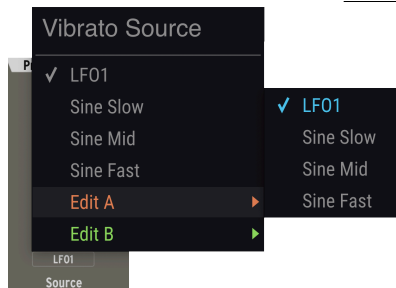 Vibrato Source
LFO1
Sine Slow
Sine Mid
Sine Fast
Edit A
Edit B
LFO1
Sine Slow
Sine Mid
Sine Fast
LFO1
Source